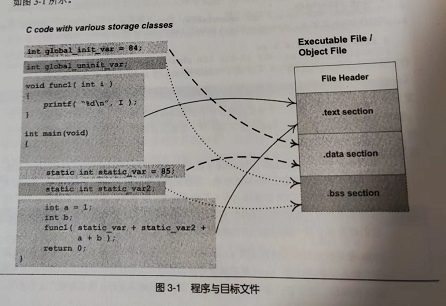 如图 3-1 所示。
C code with various storage classes
int global_init_var = 84;
int global_uninit_var;
void func1( int i )
{
printf( "%d\n", I );
}
int main(void)
{
static int static_var = 85;
static int static_var2;
int a = 1;
int b;
func1( static_var + static_var2 +
a + b );
return 0;
}
Executable File /
Object File
File Header
.text section
.data section
.bss section
图 3-1 程序与目标文件